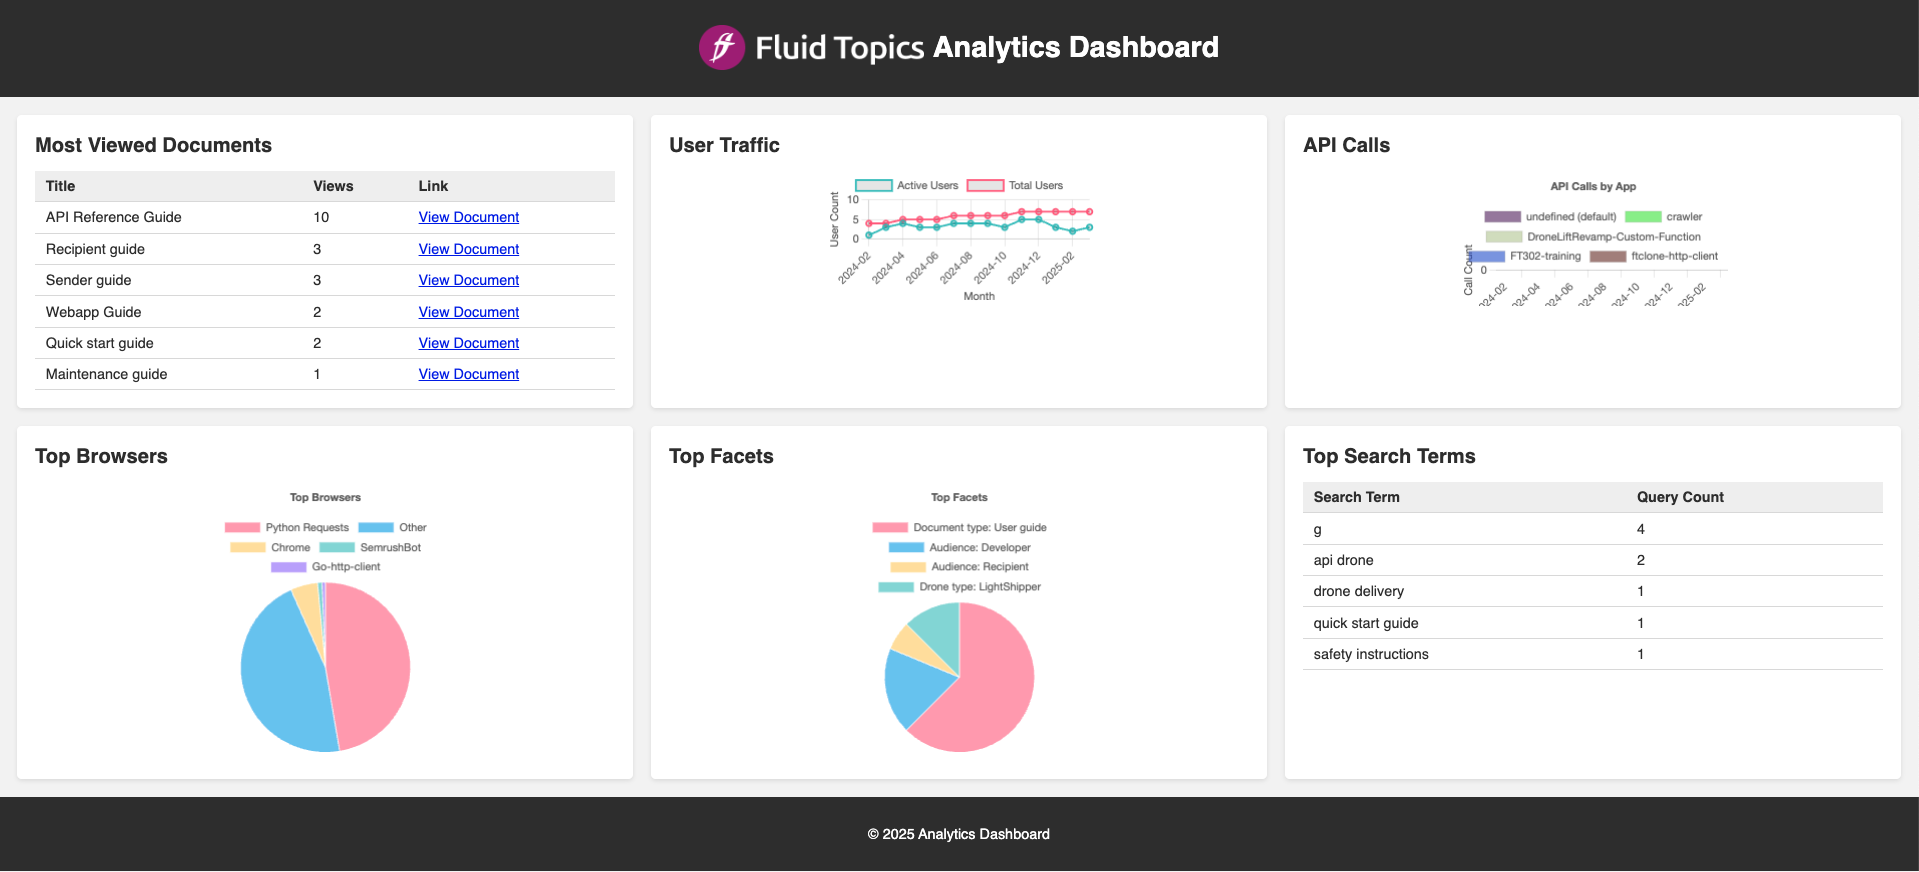 Fluid Topics Analytics Dashboard
Most Viewed Documents
Title Views Link
API Reference Guide 10 View Document
Recipient guide 3 View Document
Sender guide 3 View Document
Webapp Guide 2 View Document
Quick start guide 2 View Document
Maintenance guide 1 View Document
User Traffic
Active Users Total Users
User Count
10
5
0
2024-02 2024-04 2024-06 2024-08 2024-10 2024-12 2025-02
Month
API Calls
API Calls by App
undefined (default) crawler
DroneLiftRevamp-Custom-Function
FT302-training ftclone-http-client
Call Count
0
024-02 024-04 024-06 024-08 024-10 024-12 025-02
Top Browsers
Top Browsers
Python Requests Other
Chrome SemrushBot
Go-http-client
Top Facets
Top Facets
Document type: User guide
Audience: Developer
Audience: Recipient
Drone type: LightShipper
Top Search Terms
Search Term Query Count
g 4
api drone 2
drone delivery 1
quick start guide 1
safety instructions 1
© 2025 Analytics Dashboard